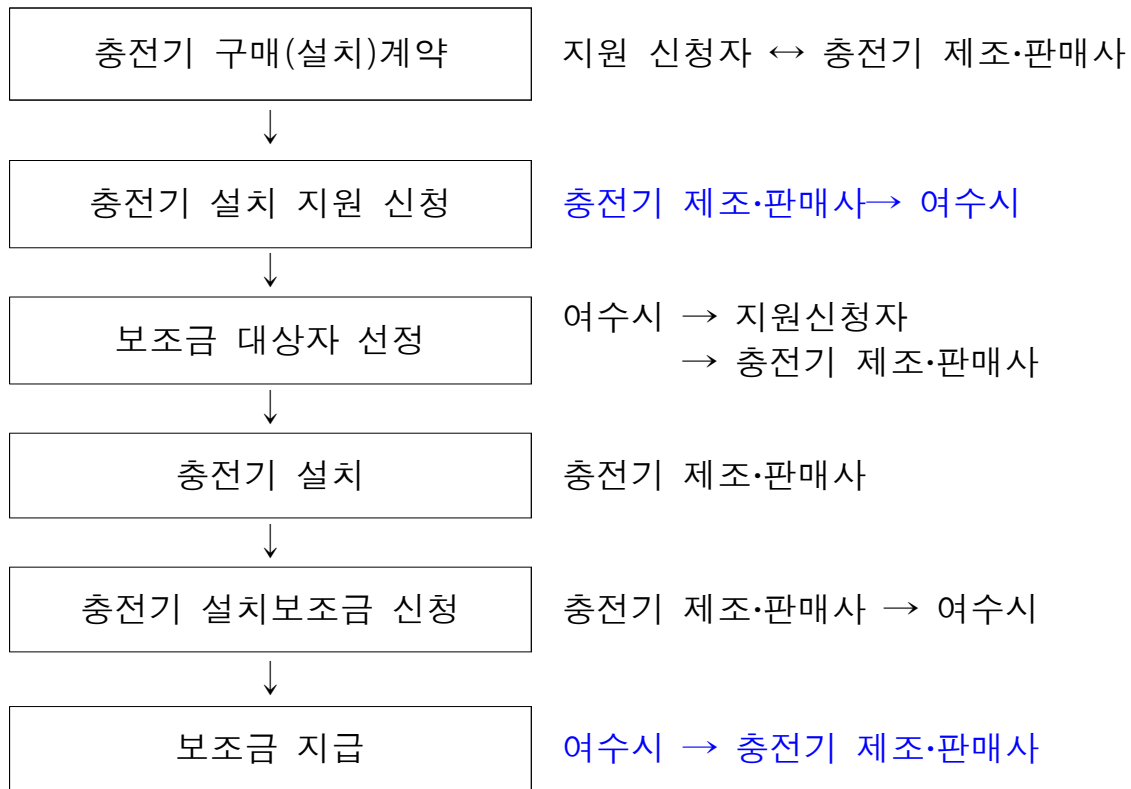 충전기 구매(설치)계약 지원 신청자 ↔ 충전기 제조·판매사
↓
충전기 설치 지원 신청 충전기 제조·판매사→ 여수시
↓
보조금 대상자 선정 여수시 → 지원신청자
→ 충전기 제조·판매사
↓
충전기 설치 충전기 제조·판매사
↓
충전기 설치보조금 신청 충전기 제조·판매사 → 여수시
↓
보조금 지급 여수시 → 충전기 제조·판매사